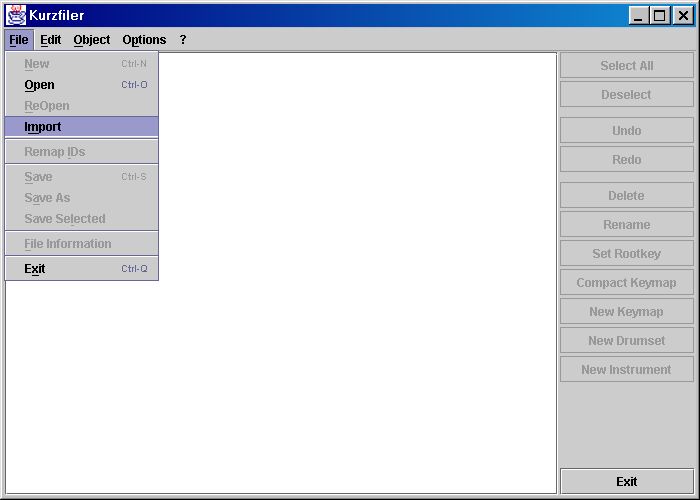 Kurzfiler
File Edit Object Options ?
New Ctrl-N
Open Ctrl-O
ReOpen
Import
Remap IDs
Save Ctrl-S
Save As
Save Selected
File Information
Exit Ctrl-Q
Select All
Deselect
Undo
Redo
Delete
Rename
Set Rootkey
Compact Keymap
New Keymap
New Drumset
New Instrument
Exit